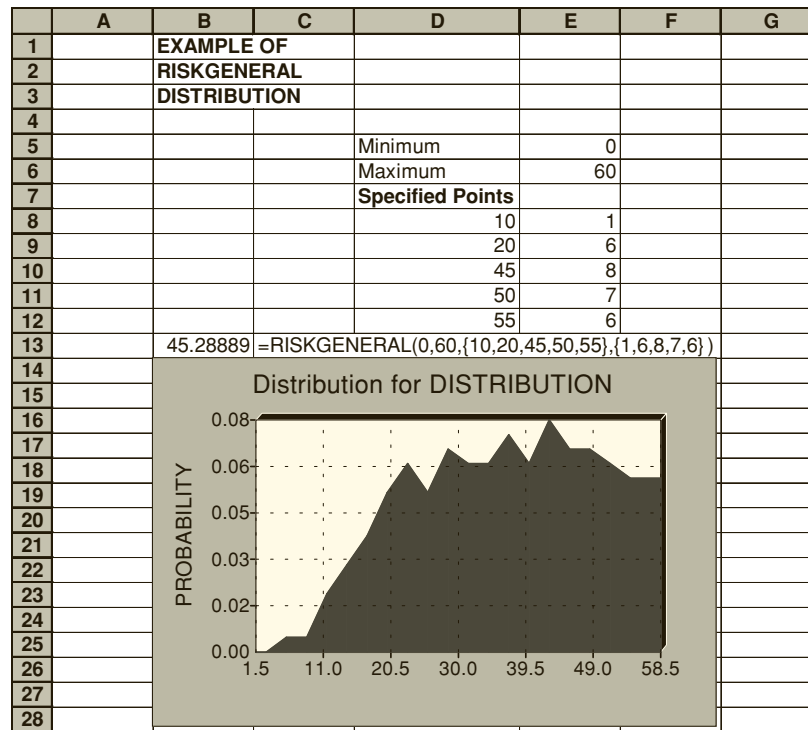 A B C D E F G
1 EXAMPLE OF
2 RISKGENERAL
3 DISTRIBUTION
4
5 Minimum 0
6 Maximum 60
7 Specified Points
8 10 1
9 20 6
10 45 8
11 50 7
12 55 6
13 45.28889 =RISKGENERAL(0,60,{10,20,45,50,55},{1,6,8,7,6})
14
15
16
17
18
19
20
21
22
23
24
25
26
27
28
Distribution for DISTRIBUTION
PROBABILITY
0.08
0.06
0.05
0.03
0.02
0.00
1.5 11.0 20.5 30.0 39.5 49.0 58.5